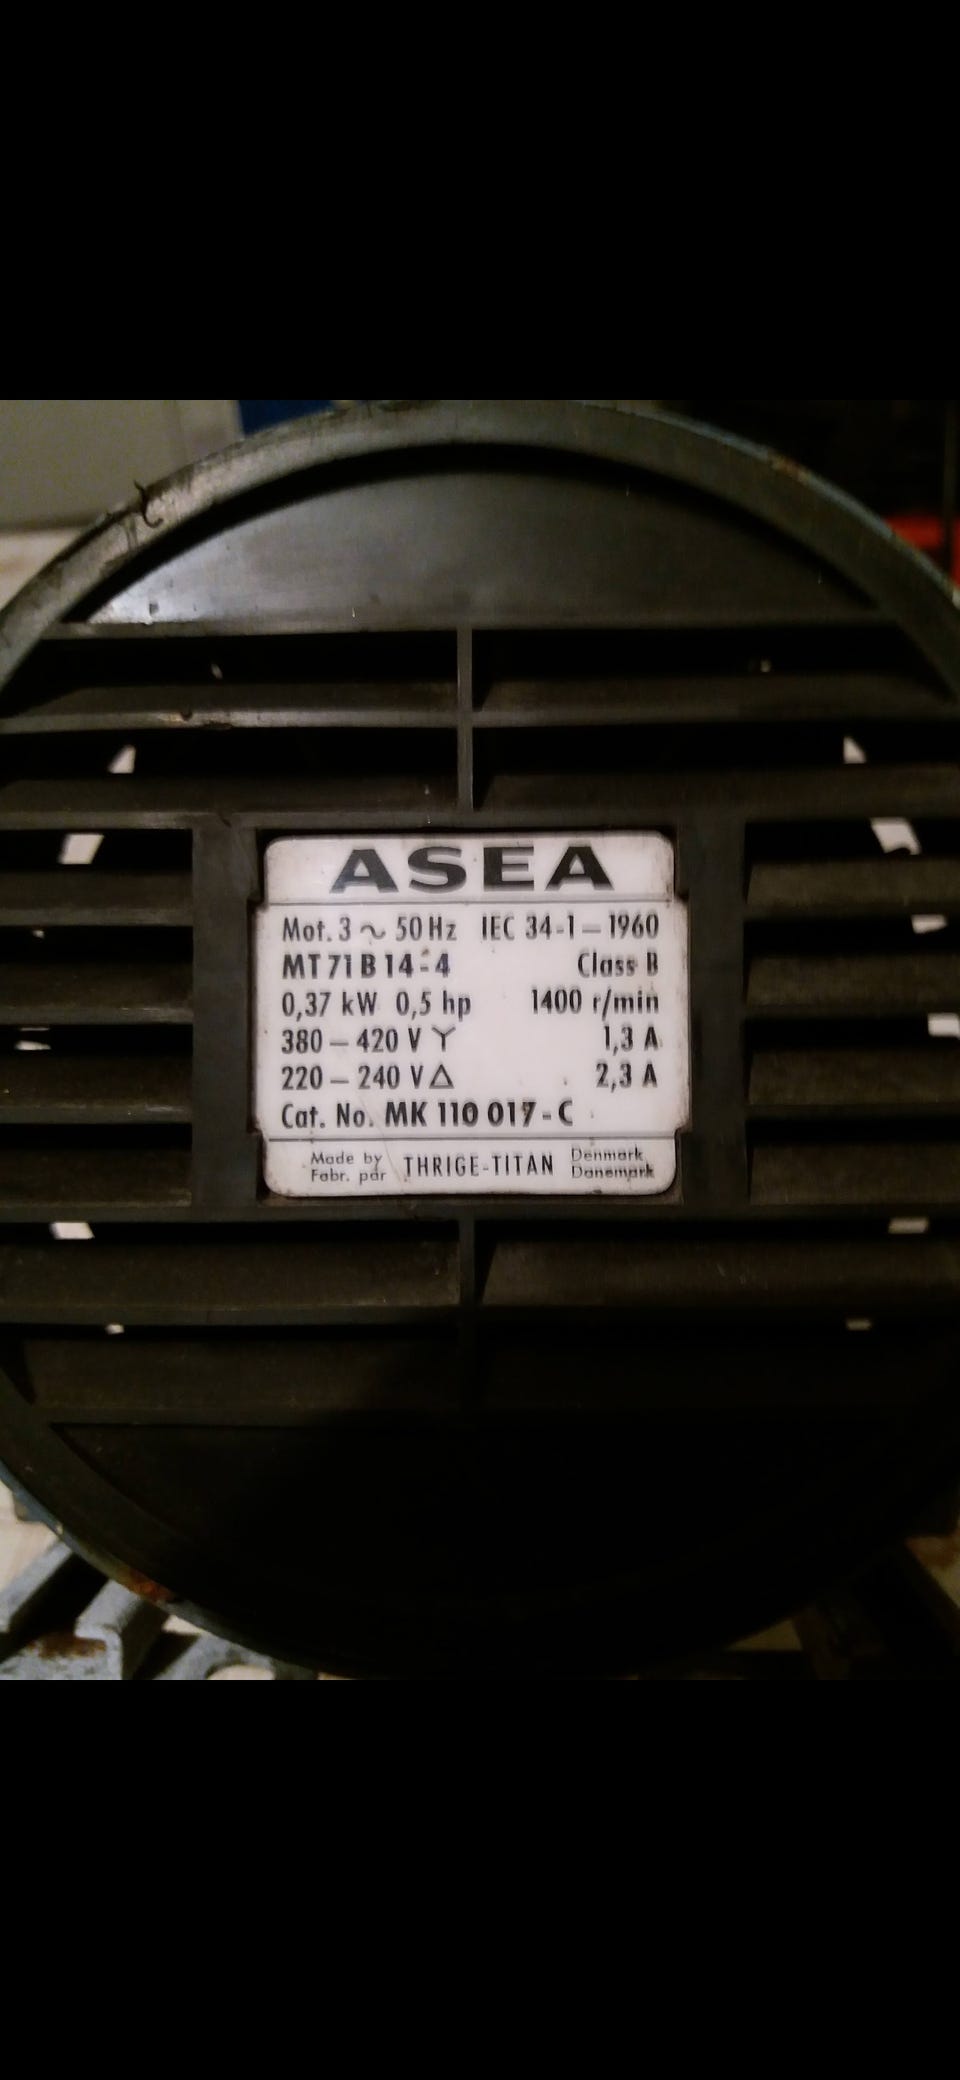 ASEA
Mot. 3 ~ 50 Hz IEC 34-1 – 1960
MT 71 B 14-4 Class B
0,37 kW 0,5 hp 1400 r/min
380 – 420 V Y 1,3 A
220 – 240 V Δ 2,3 A
Cat. No. MK 110 017 - C
Made by THRIGE-TITAN Denmark
Fabr. par Danemark